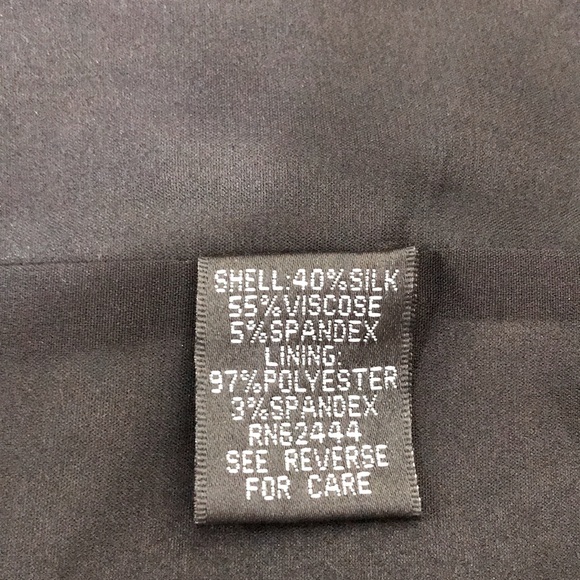 SHELL:40%SILK
55%VISCOSE
5%SPANDEX
LINING:
97%POLYESTER
3%SPANDEX
RN62444
SEE REVERSE
FOR CARE